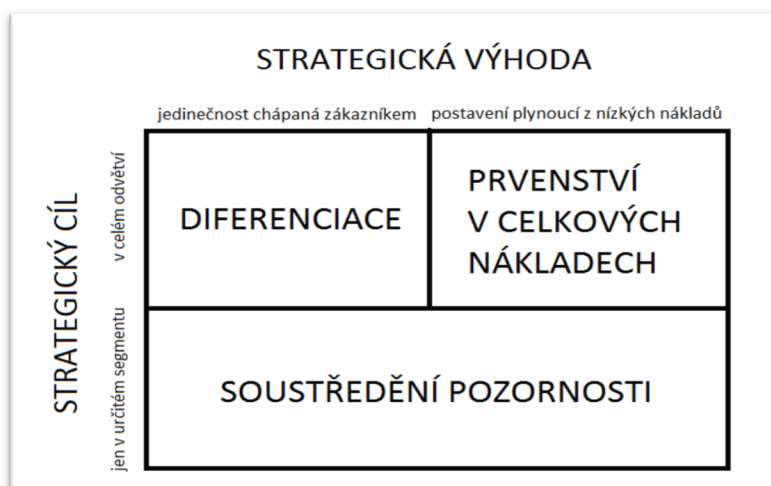 STRATEGICKÁ VÝHODA
jedinečnost chápaná zákazníkem
postavení plynoucí z nízkých nákladů
STRATEGICKÝ CÍL
v celém odvětví
DIFERENCIACE
PRVENSTVÍ
V CELKOVÝCH
NÁKLADECH
jen v určitém segmentu
SOUSTŘEDĚNÍ POZORNOSTI